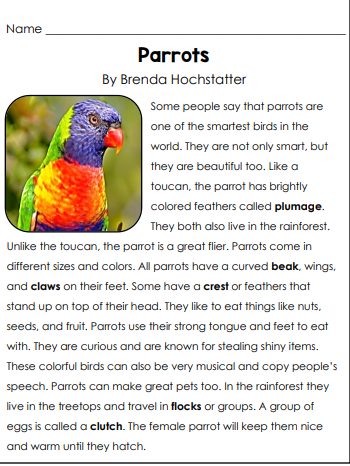 Name
Parrots
By Brenda Hochstatter
Some people say that parrots are
one of the smartest birds in the
world. They are not only smart, but
they are beautiful too. Like a
toucan, the parrot has brightly
colored feathers called plumage.
They both also live in the rainforest.
Unlike the toucan, the parrot is a great flier. Parrots come in
different sizes and colors. All parrots have a curved beak, wings,
and claws on their feet. Some have a crest or feathers that
stand up on top of their head. They like to eat things like nuts,
seeds, and fruit. Parrots use their strong tongue and feet to eat
with. They are curious and are known for stealing shiny items.
These colorful birds can also be very musical and copy people's
speech. Parrots can make great pets too. In the rainforest they
live in the treetops and travel in flocks or groups. A group of
eggs is called a clutch. The female parrot will keep them nice
and warm until they hatch.